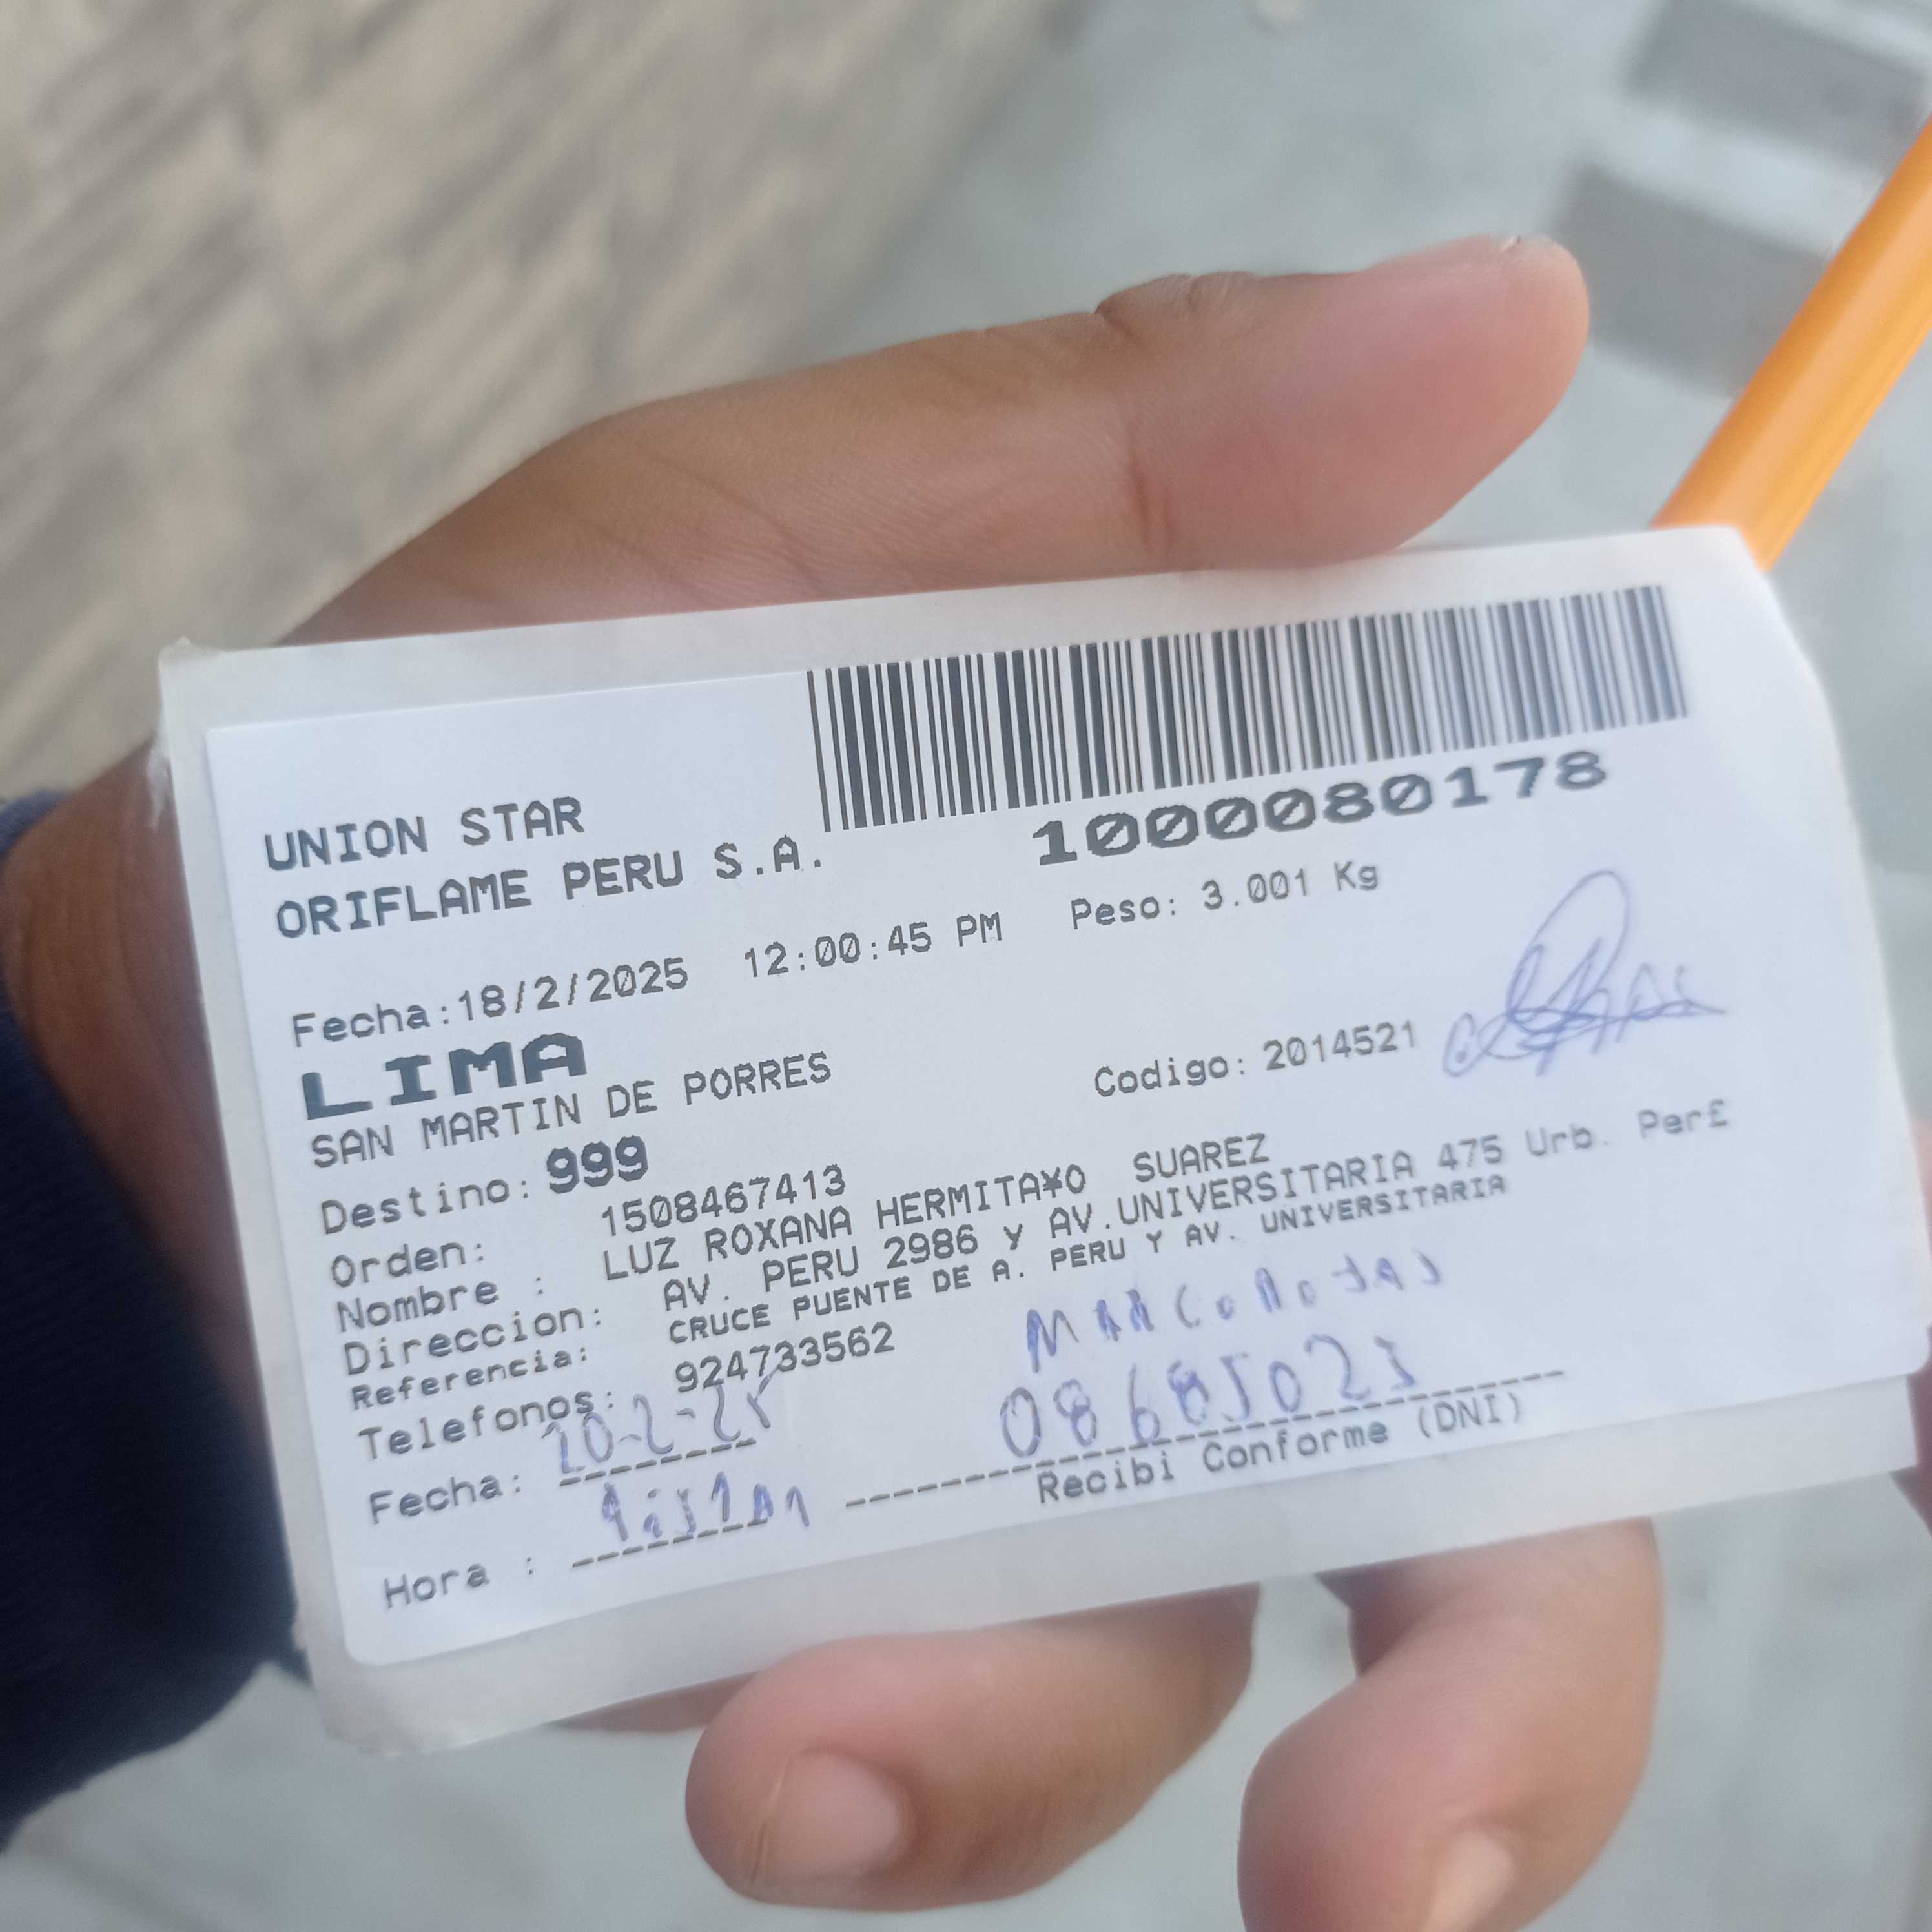 UNION STAR
ORIFLAME PERU S.A.
1000080178
Fecha:18/2/2025 12:00:45 PM Peso: 3.001 Kg
LIMA
SAN MARTIN DE PORRES Codigo: 2014521
Destino: 999
Orden: 1508467413
Nombre : LUZ ROXANA HERMITA¥O SUAREZ
Direccion: AV. PERU 2986 y AV.UNIVERSITARIA 475 Urb. Per£
Referencia: CRUCE PUENTE DE A. PERU Y AV. UNIVERSITARIA
Telefonos: 924733562
MARCO ROJAS
Fecha: 20-2-25
Recibi Conforme (DNI)
Hora :